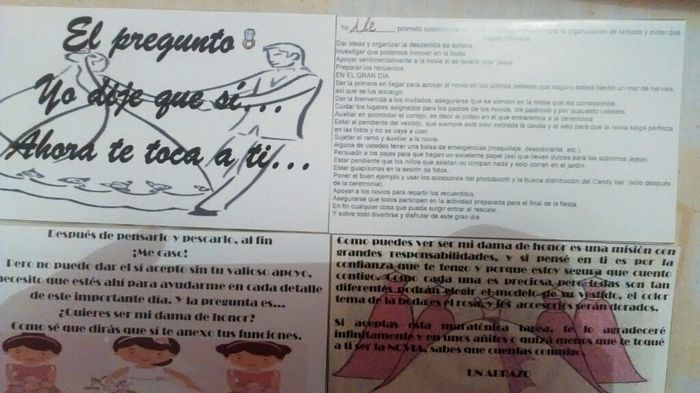 El pregunto
Yo dije que si....
Ahora te toca a ti...
Yo prometo la organización de la boda y evitar que
Dar ideas y organizar la despedida de soltera.
Investigar que podemos innovar en la boda
Apoyar sentimentalmente a la novia si se quiere
Preparar los recuerdos.
EN EL GRAN DÍA
Ser la primera en llegar para apoyar al novio en los últimos detalles que seguro estará hecho un mar de nervios,
así que se los encargo
Dar la bienvenida a los invitados, asegurarse que se sienten en la mesa que les corresponde
Cuidar los lugares asignados para los padres de los novios, los padrinos y por supuesto ustedes
Auxiliar en acomodar el cortejo, es decir el orden en el que entraremos a la ceremonia
Estar al pendiente del vestido, que siempre esté bien estirada la cauda y el velo para que la novia salga perfecta
en las fotos y no se vaya a caer
Sujetar el ramo y auxiliar a la novia.
Alguna de ustedes tener una bolsa de emergencias (maquillaje, desodorante, etc.)
Persuadir a los pajes para que hagan un excelente papel (así que lleven dulces para los sobornos jejeje)
Estar pendiente que los niños que asistan no rompan nada y solo corran en el jardín.
Estar guapísimas en la sesión de fotos.
Poner el buen ejemplo y usar los accesorios del photobooth y la buena distribución del Candy bar. (solo después
de la ceremonia).
Apoyar a los novios para repartir los recuerditos.
Asegurarse que todos participen en la actividad preparada para el final de la fiesta
En fin cualquier cosa que pueda surgir entrar al rescate...
Y sobre todo divertirse y disfrutar de este gran día
Después de pensarlo y pescarlo, al fin
¡Me caso!
Pero no puedo dar el sí acepto sin tu valioso apoyo,
necesito que estés ahí para ayudarme en cada detalle
de este importante día. Y la pregunta es...
¿Quieres ser mi dama de honor?
Como sé que dirás que sí te anexo tus funciones.
Como puedes ver ser mi dama de honor es una misión con
grandes responsabilidades, y si pensé en ti es por la
confianza que te tengo y porque estoy segura que cuento
contigo. Como cada una es preciosa pero todas son tan
diferentes podrán elegir el modelo de su vestido, el color
tema de la boda es el rosa y los accesorios serán dorados.
Si aceptas esta maratónica tarea, te lo agradeceré
infinitamente y en unos añitos o quizá menos que te toque
a ti ser la NOVIA, sabes que cuentas conmigo.
UN ABRAZO